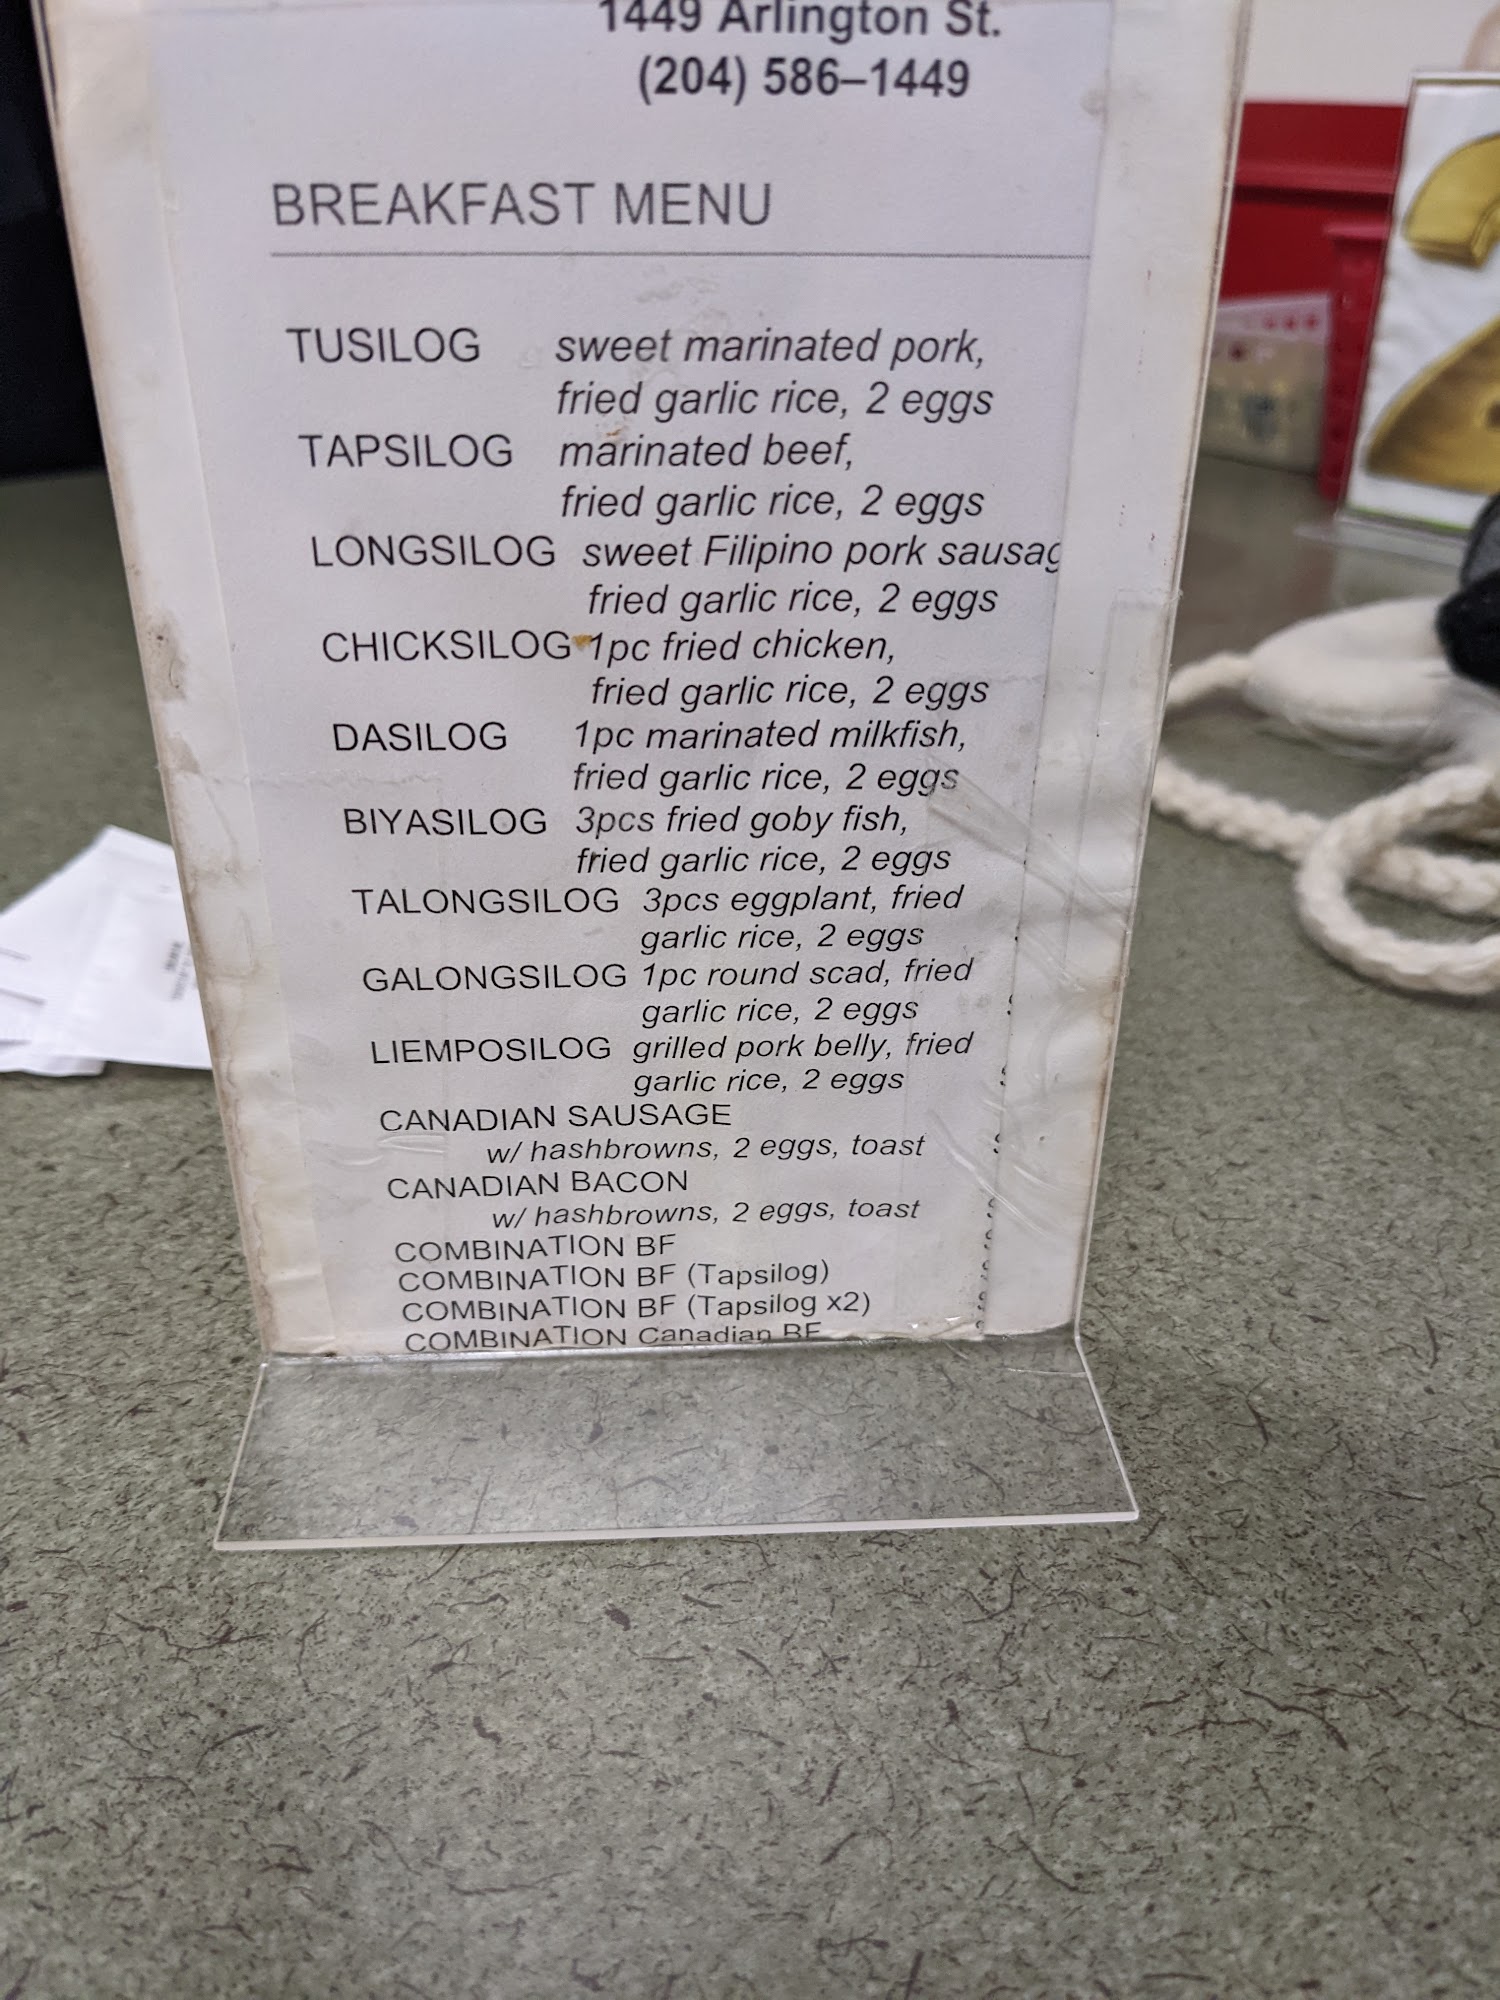 1449 Arlington St.
(204) 586–1449
BREAKFAST MENU
TUSILOG sweet marinated pork,
fried garlic rice, 2 eggs
TAPSILOG marinated beef,
fried garlic rice, 2 eggs
LONGSILOG sweet Filipino pork sausag
fried garlic rice, 2 eggs
CHICKSILOG 1pc fried chicken,
fried garlic rice, 2 eggs
DASILOG 1pc marinated milkfish,
fried garlic rice, 2 eggs
BIYASILOG 3pcs fried goby fish,
fried garlic rice, 2 eggs
TALONGSILOG 3pcs eggplant, fried
garlic rice, 2 eggs
GALONGSILOG 1pc round scad, fried
garlic rice, 2 eggs
LIEMPOSILOG grilled pork belly, fried
garlic rice, 2 eggs
CANADIAN SAUSAGE
w/ hashbrowns, 2 eggs, toast
CANADIAN BACON
w/ hashbrowns, 2 eggs, toast
COMBINATION BF
COMBINATION BF (Tapsilog)
COMBINATION BF (Tapsilog x2)
COMBINATION Canadian BF